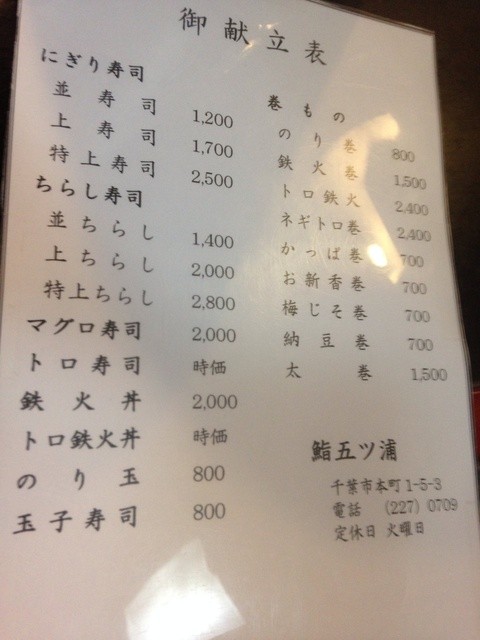 御献立表
にぎり寿司
並寿司 1,200
上寿司 1,700
特上寿司 2,500
ちらし寿司
並ちらし 1,400
上ちらし 2,000
特上ちらし 2,800
マグロ寿司 2,000
トロ寿司 時価
鉄火丼 2,000
トロ鉄火丼 時価
のり玉 800
玉子寿司 800
巻もの
のり巻 800
鉄火巻 1,500
トロ鉄火 2,400
ネギトロ巻 2,400
かっぱ巻 700
お新香巻 700
梅じそ巻 700
納豆巻 700
太巻 1,500
鮨五ツ浦
千葉市本町1-5-3
電話 (227) 0709
定休日 火曜日